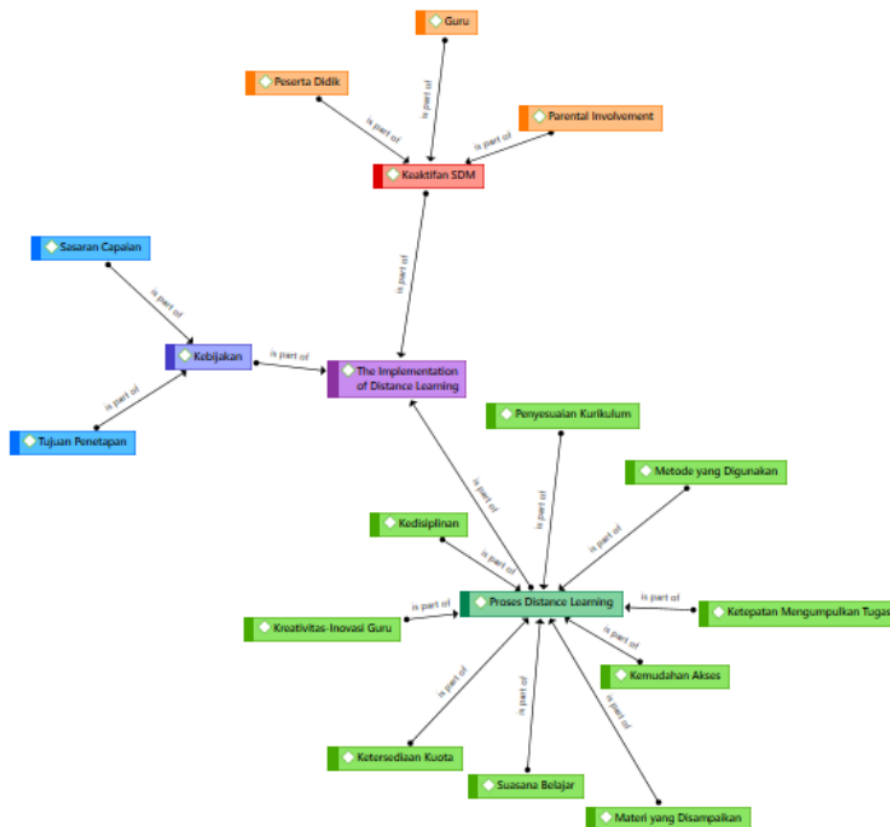 Guru
Peserta Didik
is part of
is part of
Parental Involvement
is part of
Keaktifan SDM
Sasaran Capaian
is part of
is part of
Kebijakan
is part of
The Implementation
of Distance Learning
is part of
Tujuan Penetapan
Penyesuaian Kurikulum
Metode yang Digunakan
is part of
Kedisiplinan
is part of
is part of
is part of
Proses Distance Learning
is part of
Ketepatan Mengumpulkan Tugas
is part of
Kreativitas-Inovasi Guru
is part of
Kemudahan Akses
is part of
is part of
is part of
Ketersediaan Kuota
Suasana Belajar
Materi yang Disampaikan